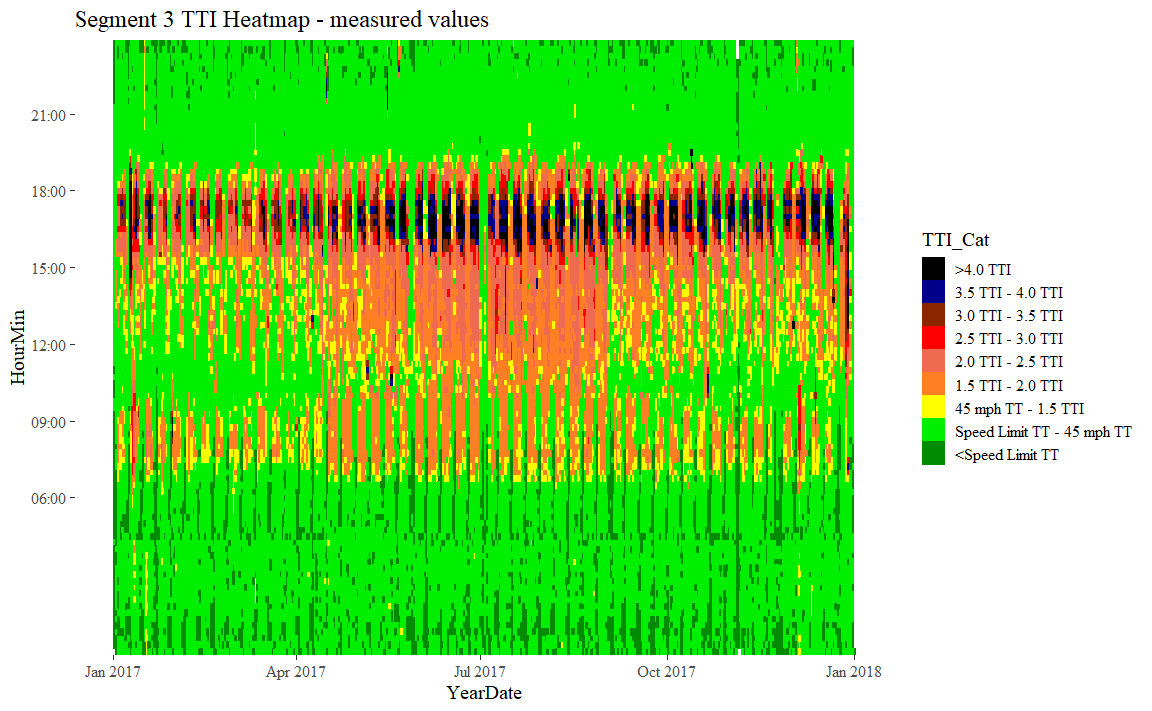 Segment 3 TTI Heatmap - measured values
HourMin
21:00
18:00
15:00
12:00
09:00
06:00
Jan 2017
Apr 2017
Jul 2017
Oct 2017
Jan 2018
YearDate
TTI_Cat
>4.0 TTI
3.5 TTI - 4.0 TTI
3.0 TTI - 3.5 TTI
2.5 TTI - 3.0 TTI
2.0 TTI - 2.5 TTI
1.5 TTI - 2.0 TTI
45 mph TT - 1.5 TTI
Speed Limit TT - 45 mph TT
<Speed Limit TT